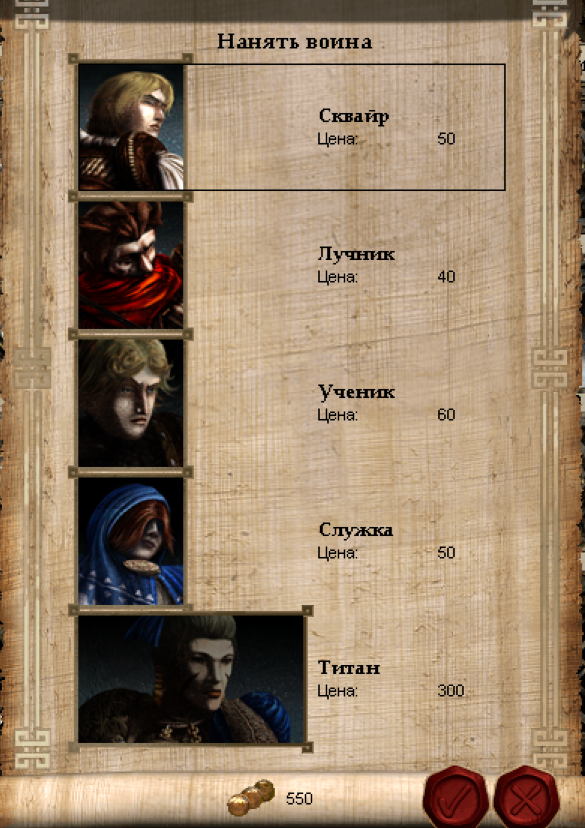 Нанять воина
Сквайр
Цена: 50
Лучник
Цена: 40
Ученик
Цена: 60
Служка
Цена: 50
Титан
Цена: 300
550